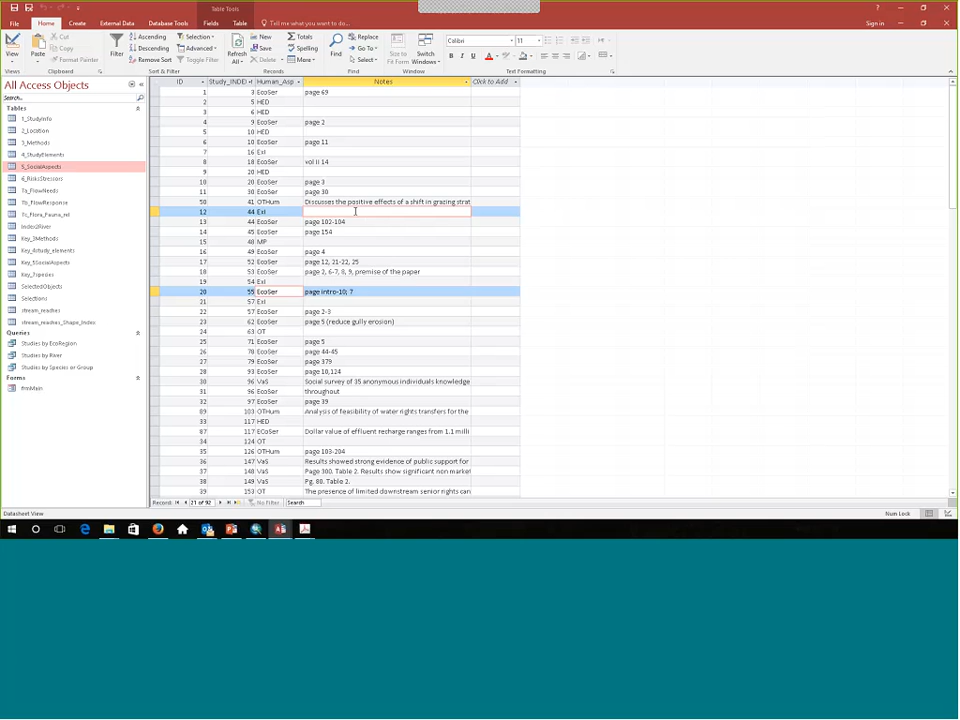 Table Tools
Sign in
File Home Create External Data Database Tools Fields Table Tell me what you want to do...
View Paste Cut Copy Format Painter Filter Ascending Descending Remove Sort Selection Advanced Toggle Filter Refresh All New Save Delete Totals Spelling More Find Replace Go To Select Size to Fit Form Switch Windows Calibri 11 B I U A
Views Clipboard Sort & Filter Records Find Window Text Formatting
All Access Objects
Search...
Tables
1_StudyInfo
2_Location
3_Methods
4_StudyElements
5_SocialAspects
6_RisksStressors
7a_FlowNeeds
7b_FlowResponse
7c_Flora_Fauna_nd
Index2River
Key_3Methods
Key_4study_elements
Key_5SocialAspects
Key_7species
SelectedObjects
Selections
stream_reaches
stream_reaches_Shape_Index
Queries
Studies by EcoRegion
Studies by River
Studies by Species or Group
Forms
frmMain
ID Study_INDEX Human_Asp Notes Click to Add
1 3 EcoSer page 69
2 5 HED
3 6 HED
4 9 EcoSer page 2
5 10 HED
6 10 EcoSer page 11
7 16 ExI
8 18 EcoSer vol II 14
9 20 HED
10 20 EcoSer page 3
11 30 EcoSer page 30
50 41 OTHum Discusses the positive effects of a shift in grazing strat
12 44 ExI
13 44 EcoSer page 102-104
14 45 EcoSer page 154
15 48 MP
16 49 EcoSer page 4
17 52 EcoSer page 12, 21-22, 25
18 53 EcoSer page 2, 6-7, 8, 9, premise of the paper
19 54 ExI
20 55 EcoSer page intro-10; 7
21 57 ExI
22 57 EcoSer page 2-3
23 62 EcoSer page 5 (reduce gully erosion)
24 63 OT
25 71 EcoSer page 5
26 78 EcoSer page 44-45
27 79 EcoSer page 379
28 93 EcoSer page 10,124
30 96 VaS Social survey of 35 anonymous individuals knowledge
31 96 EcoSer throughout
32 97 EcoSer page 39
89 103 OTHum Analysis of feasibility of water rights transfers for the
33 117 HED
87 117 ECoSer Dollar value of effluent recharge ranges from 1.1 milli
34 124 OT
35 126 OTHum page 103-204
36 147 VaS Results showed strong evidence of public support for
37 148 VaS Page 300. Table 2. Results show significant non market
38 149 VaS Pg. 88. Table 2.
39 153 OT The presence of limited downstream senior rights can
Record: 21 of 92 No Filter Search
Datasheet View Num Lock